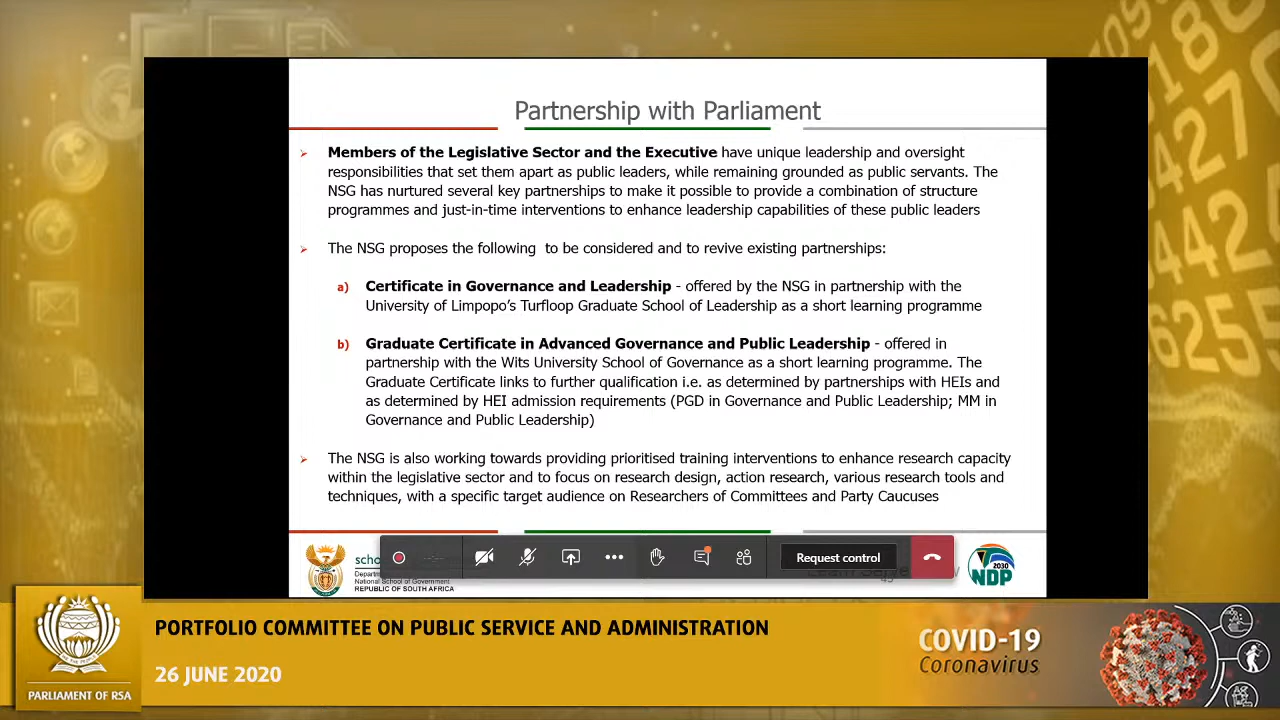 Partnership with Parliament
Members of the Legislative Sector and the Executive have unique leadership and oversight
responsibilities that set them apart as public leaders, while remaining grounded as public servants. The
NSG has nurtured several key partnerships to make it possible to provide a combination of structure
programmes and just-in-time interventions to enhance leadership capabilities of these public leaders
The NSG proposes the following to be considered and to revive existing partnerships:
a) Certificate in Governance and Leadership - offered by the NSG in partnership with the
University of Limpopo's Turfloop Graduate School of Leadership as a short learning programme
b) Graduate Certificate in Advanced Governance and Public Leadership - offered in
partnership with the Wits University School of Governance as a short learning programme. The
Graduate Certificate links to further qualification i.e. as determined by partnerships with HEIs and
as determined by HEI admission requirements (PGD in Governance and Public Leadership; MM in
Governance and Public Leadership)
The NSG is also working towards providing prioritised training interventions to enhance research capacity
within the legislative sector and to focus on research design, action research, various research tools and
techniques, with a specific target audience on Researchers of Committees and Party Caucuses
Request control
National School of Government
REPUBLIC OF SOUTH AFRICA
2030
NDP
PORTFOLIO COMMITTEE ON PUBLIC SERVICE AND ADMINISTRATION
26 JUNE 2020
PARLIAMENT OF RSA
COVID-19
Coronavirus